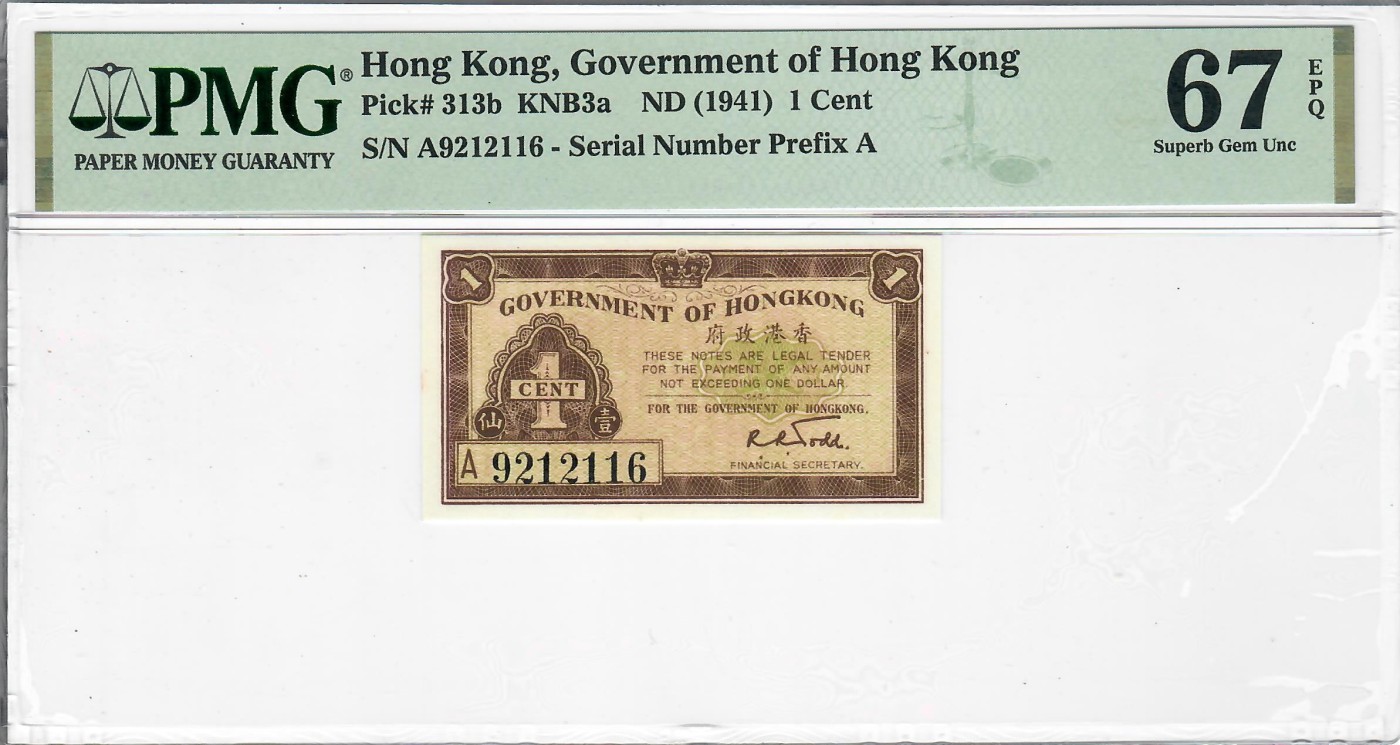 PMG®
PAPER MONEY GUARANTY
Hong Kong, Government of Hong Kong
Pick# 313b KNB3a ND (1941) 1 Cent
S/N A9212116 - Serial Number Prefix A
67
EPQ
Superb Gem Unc
1
1
GOVERNMENT OF HONGKONG
府政港香
THESE NOTES ARE LEGAL TENDER
FOR THE PAYMENT OF ANY AMOUNT
NOT EXCEEDING ONE DOLLAR.
FOR THE GOVERNMENT OF HONGKONG.
R R Todd.
FINANCIAL SECRETARY.
1
CENT
仙 壹
A 9212116